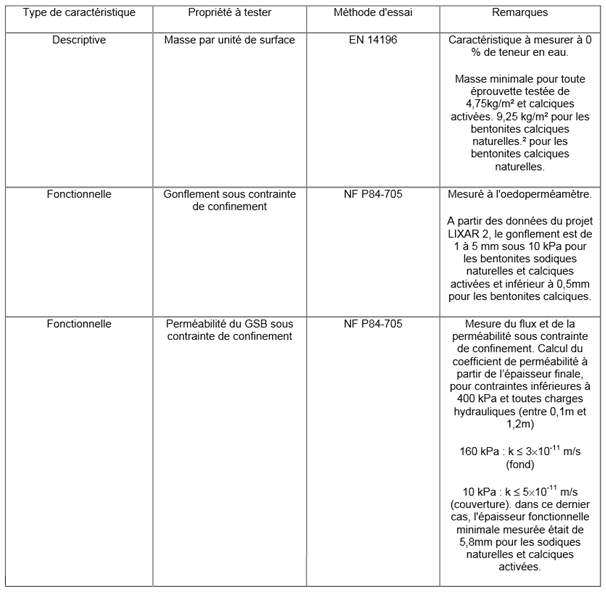 Type de caractéristique
Propriété à tester
Méthode d'essai
Remarques
Descriptive
Masse par unité de surface
EN 14196
Caractéristique à mesurer à 0
% de teneur en eau.
Masse minimale pour toute
éprouvette testée de
4,75kg/m² et calciques
activées. 9,25 kg/m² pour les
bentonites calciques
naturelles.² pour les
bentonites calciques
naturelles.
Fonctionnelle
Gonflement sous contrainte
de confinement
NF P84-705
Mesuré à l'oedoperméamètre.
A partir des données du projet
LIXAR 2, le gonflement est de
1 à 5 mm sous 10 kPa pour
les bentonites sodiques
naturelles et calciques
activées et inférieur à 0,5mm
pour les bentonites calciques.
Fonctionnelle
Perméabilité du GSB sous
contrainte de confinement
NF P84-705
Mesure du flux et de la
perméabilité sous contrainte
de confinement. Calcul du
coefficient de perméabilité à
partir de l'épaisseur finale,
pour contraintes inférieures à
400 kPa et toutes charges
hydrauliques (entre 0,1m et
1,2m)
160 kPa : k ≤ 3×10⁻¹¹ m/s
(fond)
10 kPa : k ≤ 5×10⁻¹¹ m/s
(couverture). dans ce dernier
cas, l'épaisseur fonctionnelle
minimale mesurée était de
5,8mm pour les sodiques
naturelles et calciques
activées.